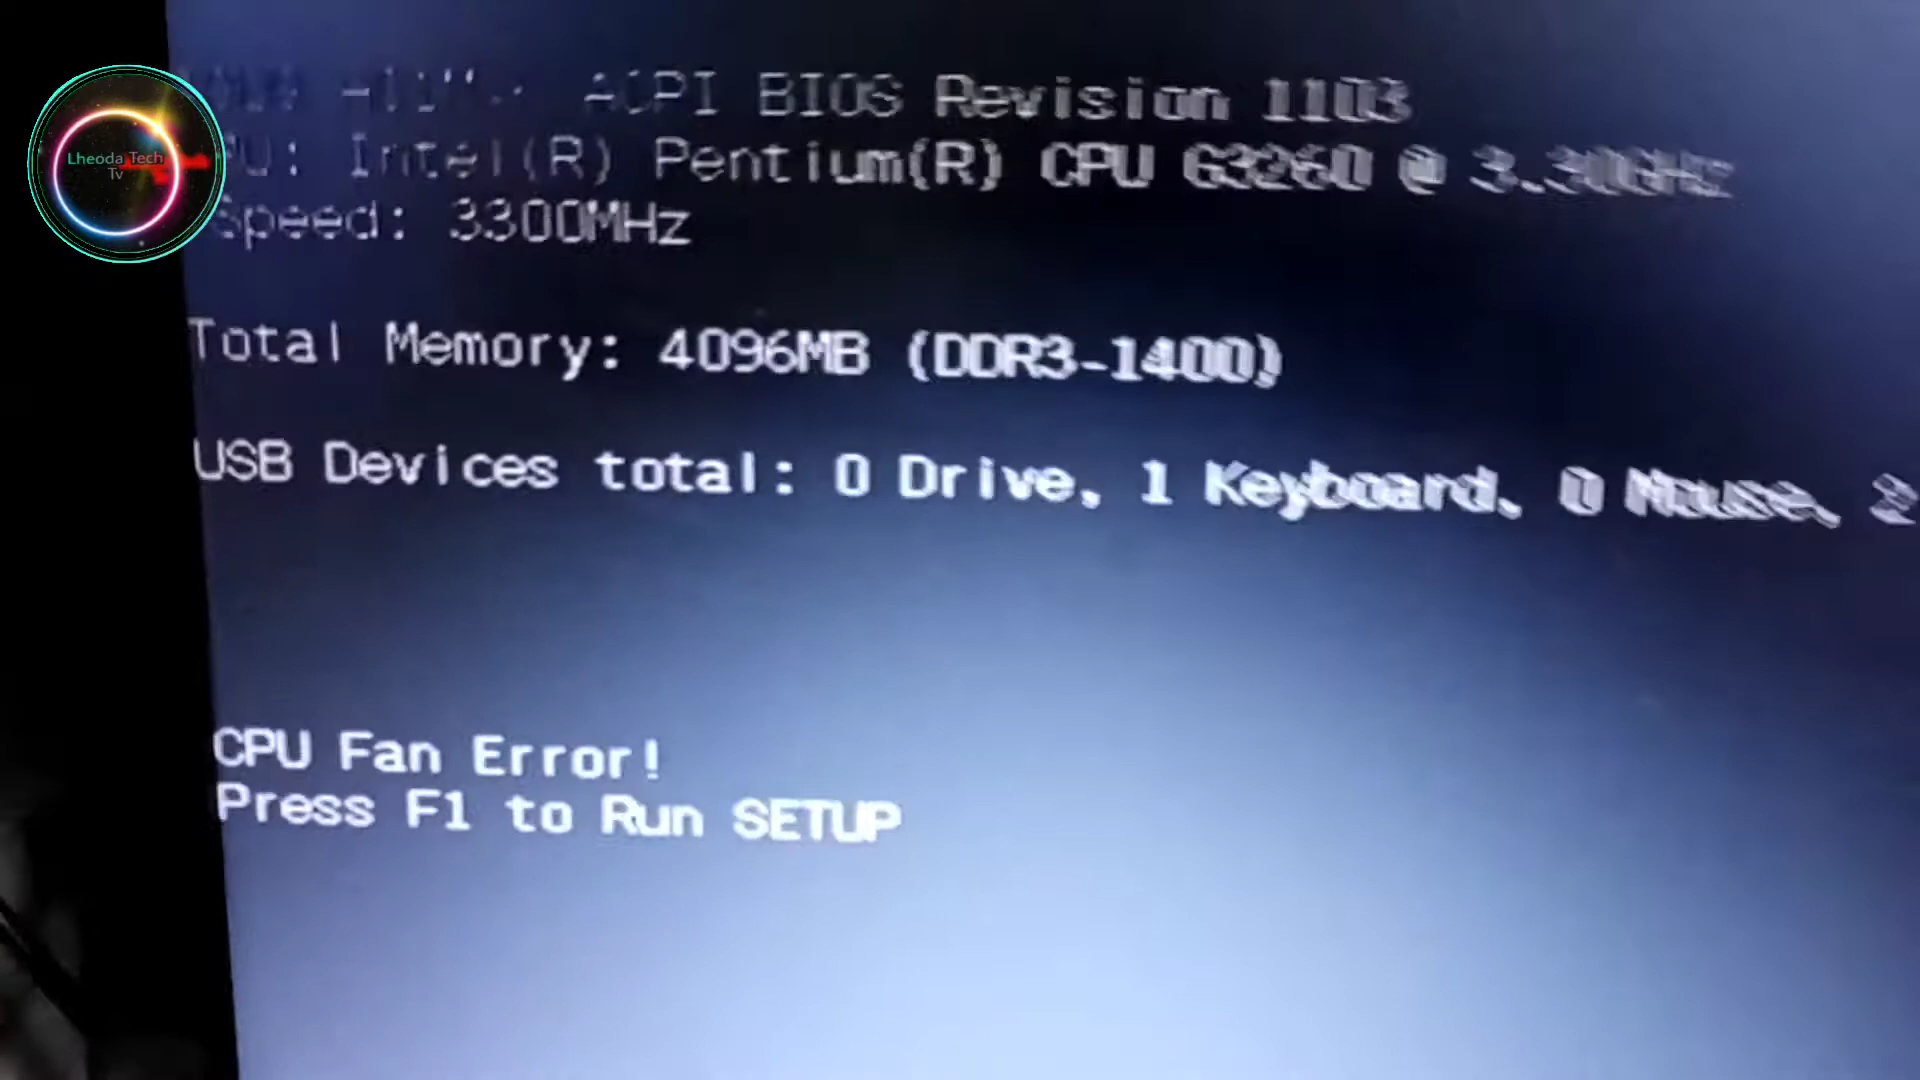 Lheoda Tech
Tv
ACPI BIOS Revision 1103
Intel(R) Pentium(R) CPU G3260 @ 3.30GHz
Speed: 3300MHz
Total Memory: 4096MB (DDR3-1400)
USB Devices total: 0 Drive, 1 Keyboard, 0 Mouse, 2
CPU Fan Error!
Press F1 to Run SETUP